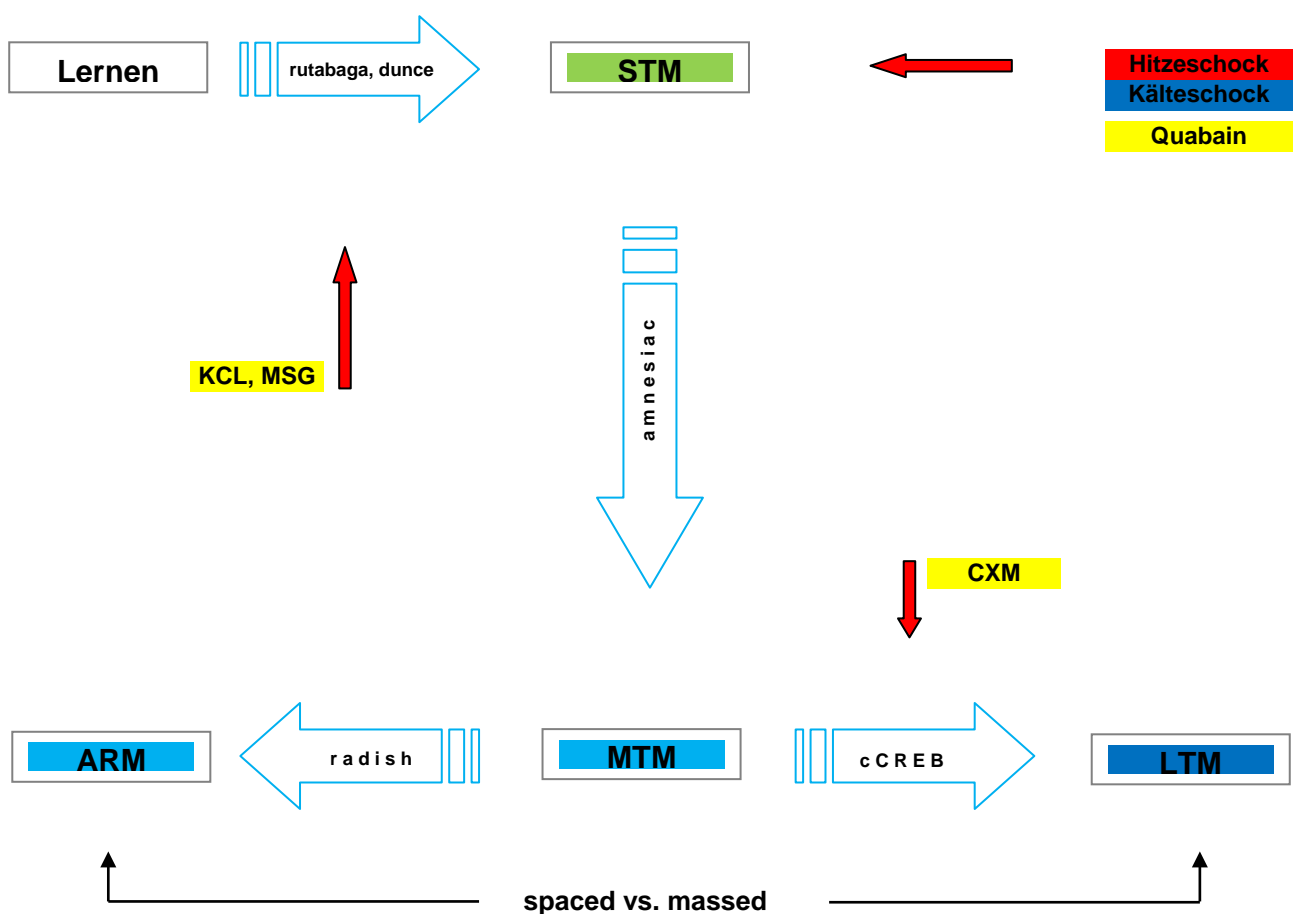 Lernen
rutabaga, dunce
STM
Hitzeschock
Kälteschock
Quabain
amnesiac
KCL, MSG
CXM
ARM
radish
MTM
cCREB
LTM
spaced vs. massed